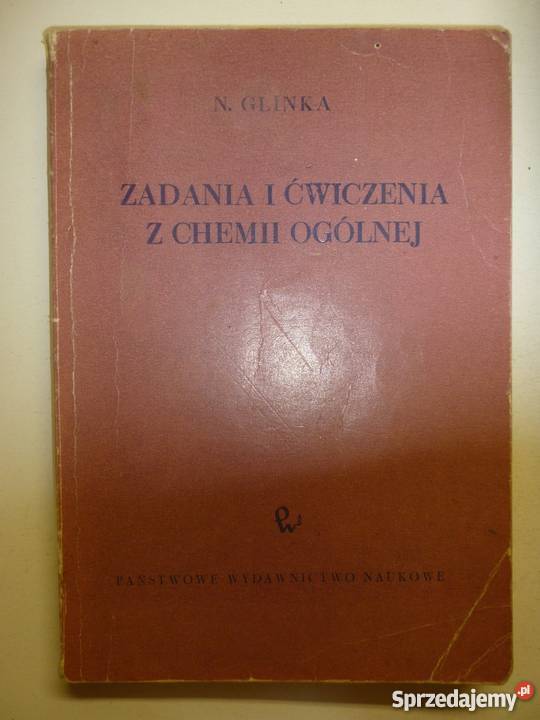 N. GLINKA
ZADANIA I ĆWICZENIA
Z CHEMII OGÓLNEJ
PAŃSTWOWE WYDAWNICTWO NAUKOWE
Sprzedajemy.pl